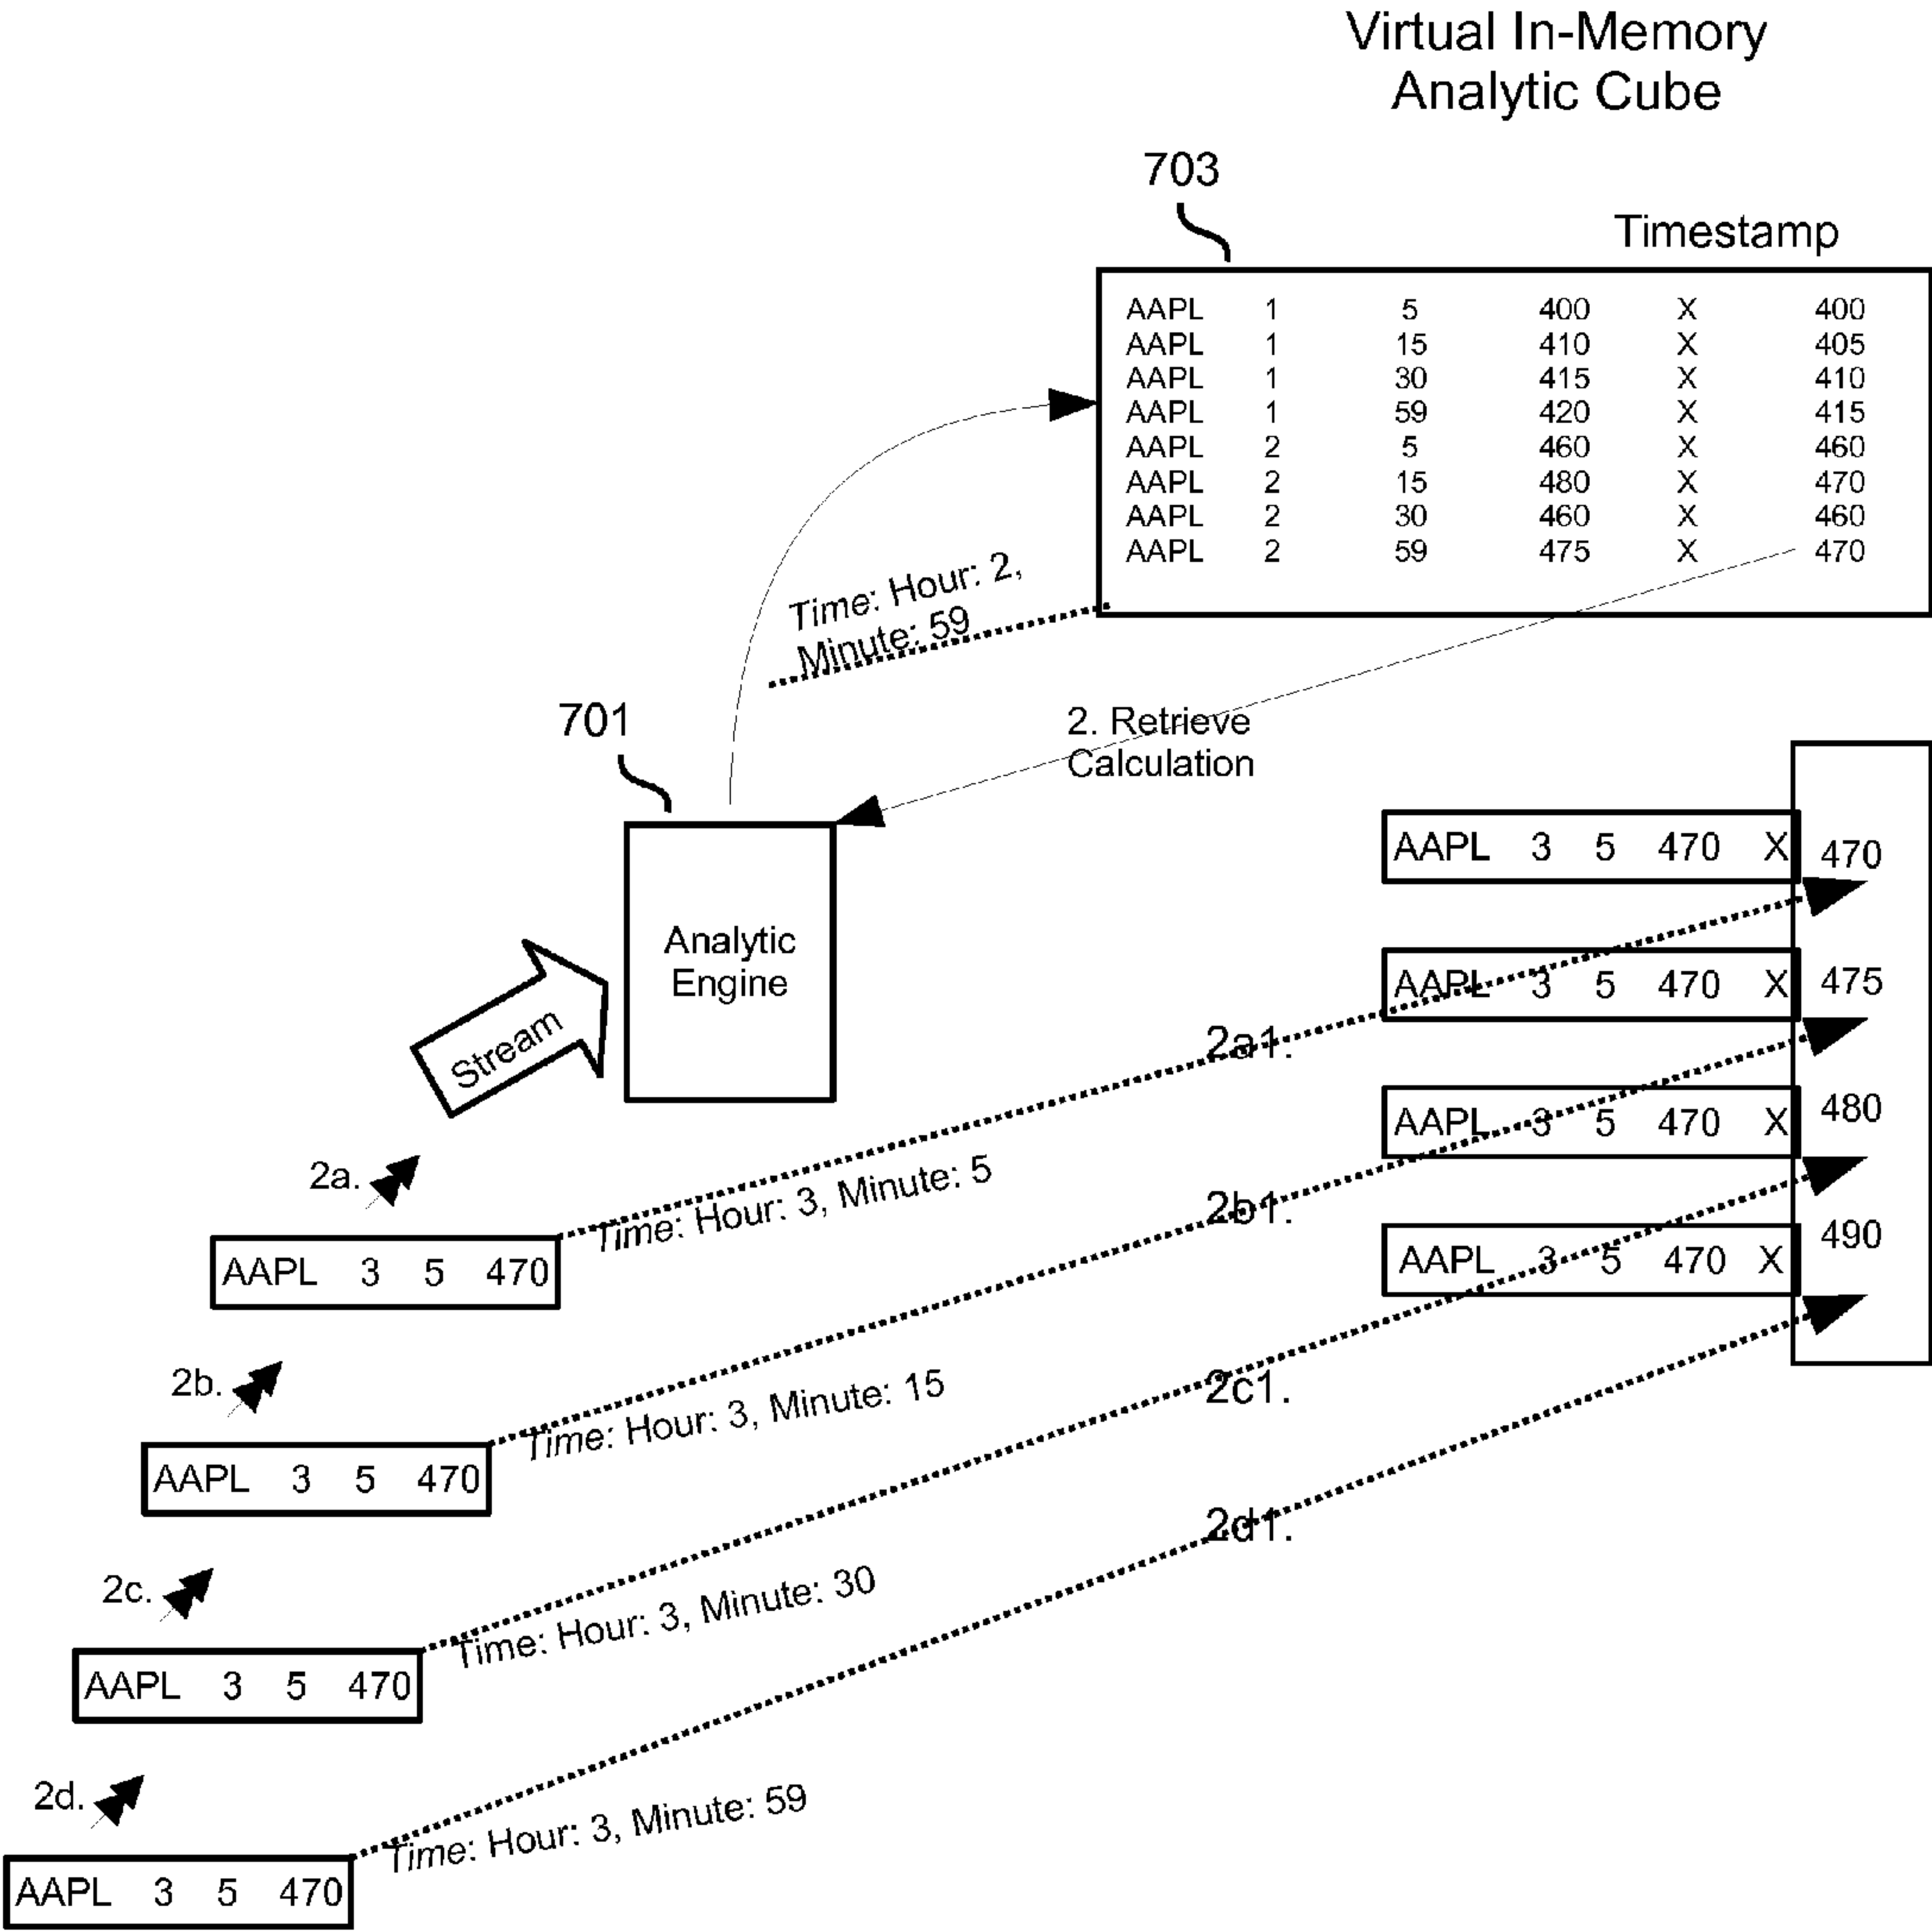 Virtual In-Memory
Analytic Cube
703
Timestamp
AAPL 1 5 400 X 400
AAPL 1 15 410 X 405
AAPL 1 30 415 X 410
AAPL 1 59 420 X 415
AAPL 2 5 460 X 460
AAPL 2 15 480 X 470
AAPL 2 30 460 X 460
AAPL 2 59 475 X 470
Time: Hour: 2,
Minute: 59
701
2. Retrieve
Calculation
Analytic
Engine
Stream
AAPL 3 5 470 X 470
AAPL 3 5 470 X 475
AAPL 3 5 470 X 480
AAPL 3 5 470 X 490
2a1.
2b1.
2c1.
2d1.
2a.
Time: Hour: 3, Minute: 5
AAPL 3 5 470
2b.
Time: Hour: 3, Minute: 15
AAPL 3 5 470
2c.
Time: Hour: 3, Minute: 30
AAPL 3 5 470
2d.
Time: Hour: 3, Minute: 59
AAPL 3 5 470